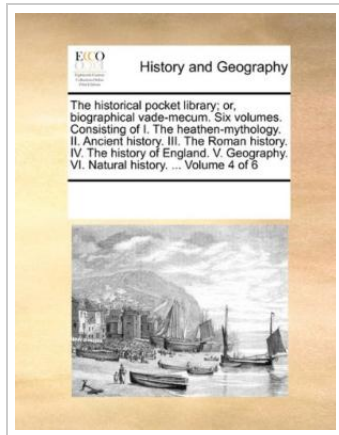 ECCO
History and Geography
The historical pocket library; or,
biographical vade-mecum. Six volumes.
Consisting of I. The heathen-mythology.
II. Ancient history. III. The Roman history.
IV. The history of England. V. Geography.
VI. Natural history. ... Volume 4 of 6